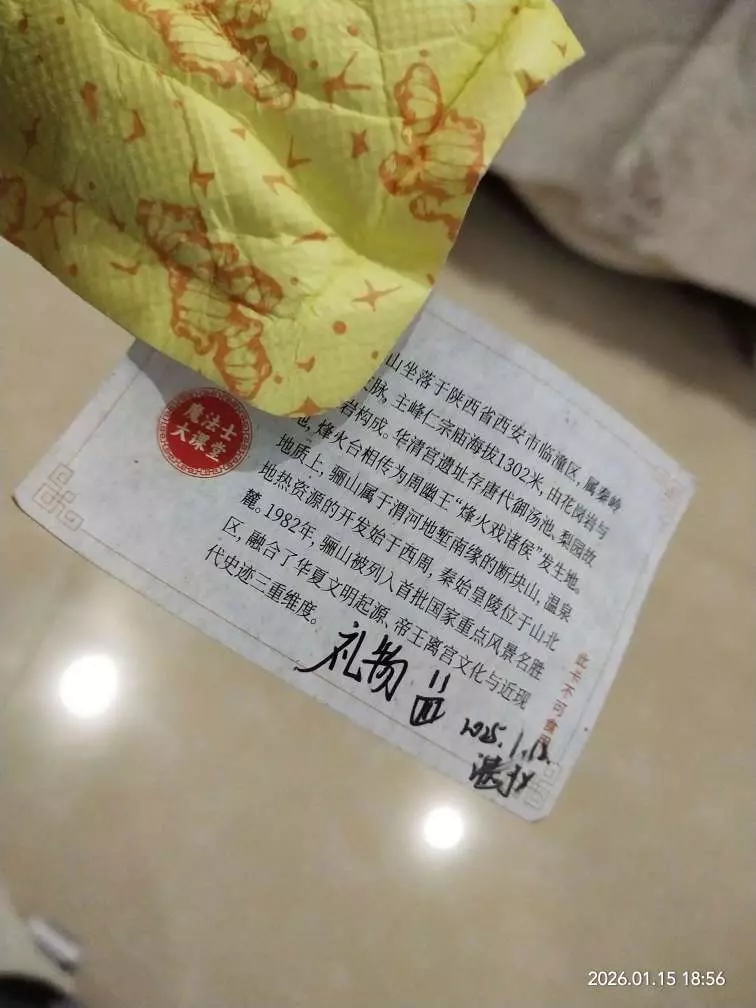 山坐落于陕西省西安市临潼区，属秦岭
脉，主峰仁宗庙海拔1302米，由花岗岩与
岩构成。华清宫遗址存唐代御汤池、梨园故
地，烽火台相传为周幽王“烽火戏诸侯”发生地。
地质上，骊山属于渭河地堑南缘的断块山，温泉
地热资源的开发始于西周，秦始皇陵位于山北
麓。1982年，骊山被列入首批国家重点风景名胜
区，融合了华夏文明起源、帝王离宫文化与近现
代史迹三重维度。
魔法士
大课堂
此卡不可食用
礼物
2025.1.12.
2026.01.15 18:56